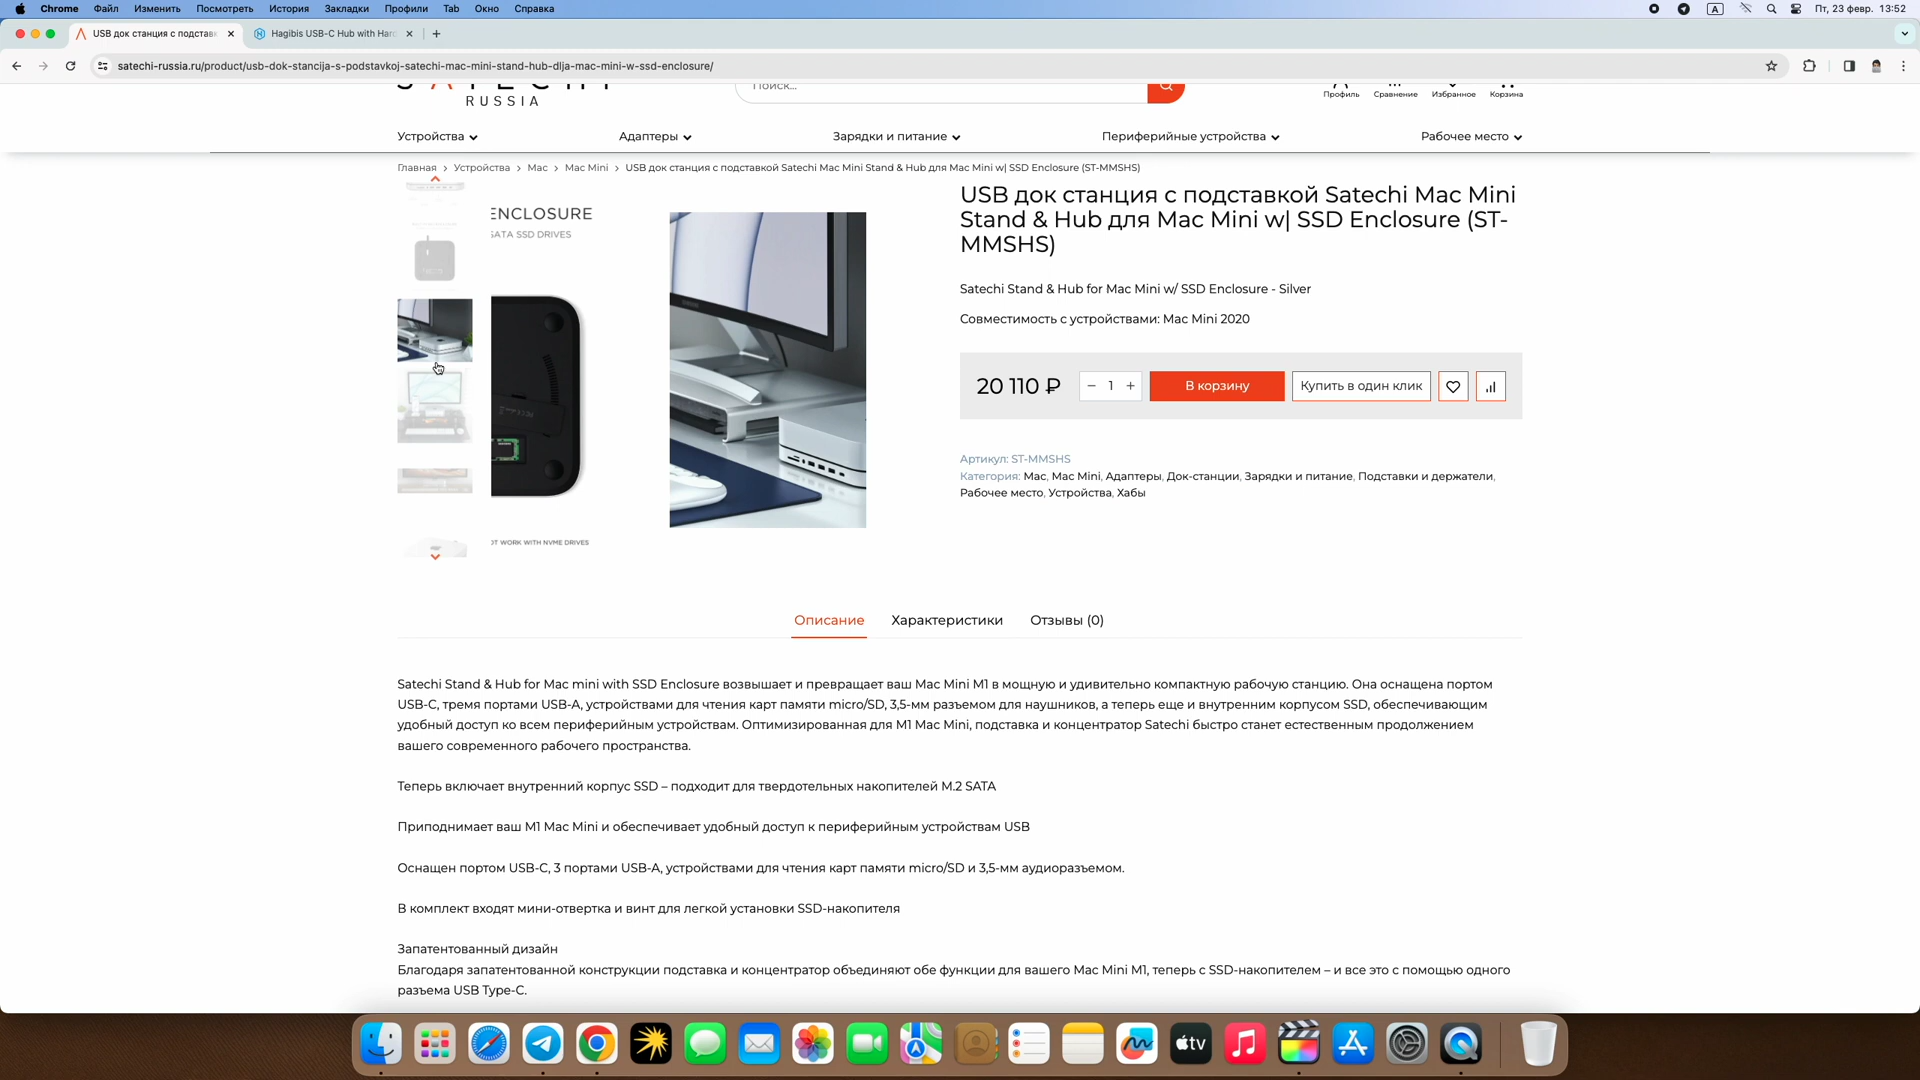 Chrome Файл Изменить Посмотреть История Закладки Профили Tab Окно Справка
A Пт, 23 февр. 13:52
USB док станция с подставк
Hagibis USB-C Hub with Hard
satechi-russia.ru/product/usb-dok-stancija-s-podstavkoj-satechi-mac-mini-stand-hub-dlja-mac-mini-w-ssd-enclosure/
RUSSIA
Поиск...
Профиль Сравнение Избранное Корзина
Устройства Адаптеры Зарядки и питание Периферийные устройства Рабочее место
Главная > Устройства > Mac > Mac Mini > USB док станция с подставкой Satechi Mac Mini Stand & Hub для Mac Mini w| SSD Enclosure (ST-MMSHS)
ENCLOSURE
SATA SSD DRIVES
OT WORK WITH NVME DRIVES
USB док станция с подставкой Satechi Mac Mini
Stand & Hub для Mac Mini w| SSD Enclosure (ST-
MMSHS)
Satechi Stand & Hub for Mac Mini w/ SSD Enclosure - Silver
Совместимость с устройствами: Mac Mini 2020
20 110 ₽ − 1 + В корзину Купить в один клик
Артикул: ST-MMSHS
Категория: Mac, Mac Mini, Адаптеры, Док-станции, Зарядки и питание, Подставки и держатели,
Рабочее место, Устройства, Хабы
Описание Характеристики Отзывы (0)
Satechi Stand & Hub for Mac mini with SSD Enclosure возвышает и превращает ваш Mac Mini M1 в мощную и удивительно компактную рабочую станцию. Она оснащена портом
USB-C, тремя портами USB-A, устройствами для чтения карт памяти micro/SD, 3,5-мм разъемом для наушников, а теперь еще и внутренним корпусом SSD, обеспечивающим
удобный доступ ко всем периферийным устройствам. Оптимизированная для M1 Mac Mini, подставка и концентратор Satechi быстро станет естественным продолжением
вашего современного рабочего пространства.
Теперь включает внутренний корпус SSD – подходит для твердотельных накопителей M.2 SATA
Приподнимает ваш M1 Mac Mini и обеспечивает удобный доступ к периферийным устройствам USB
Оснащен портом USB-C, 3 портами USB-A, устройствами для чтения карт памяти micro/SD и 3,5-мм аудиоразъемом.
В комплект входят мини-отвертка и винт для легкой установки SSD-накопителя
Запатентованный дизайн
Благодаря запатентованной конструкции подставка и концентратор объединяют обе функции для вашего Mac Mini M1, теперь с SSD-накопителем – и все это с помощью одного
разъема USB Type-C.
tv